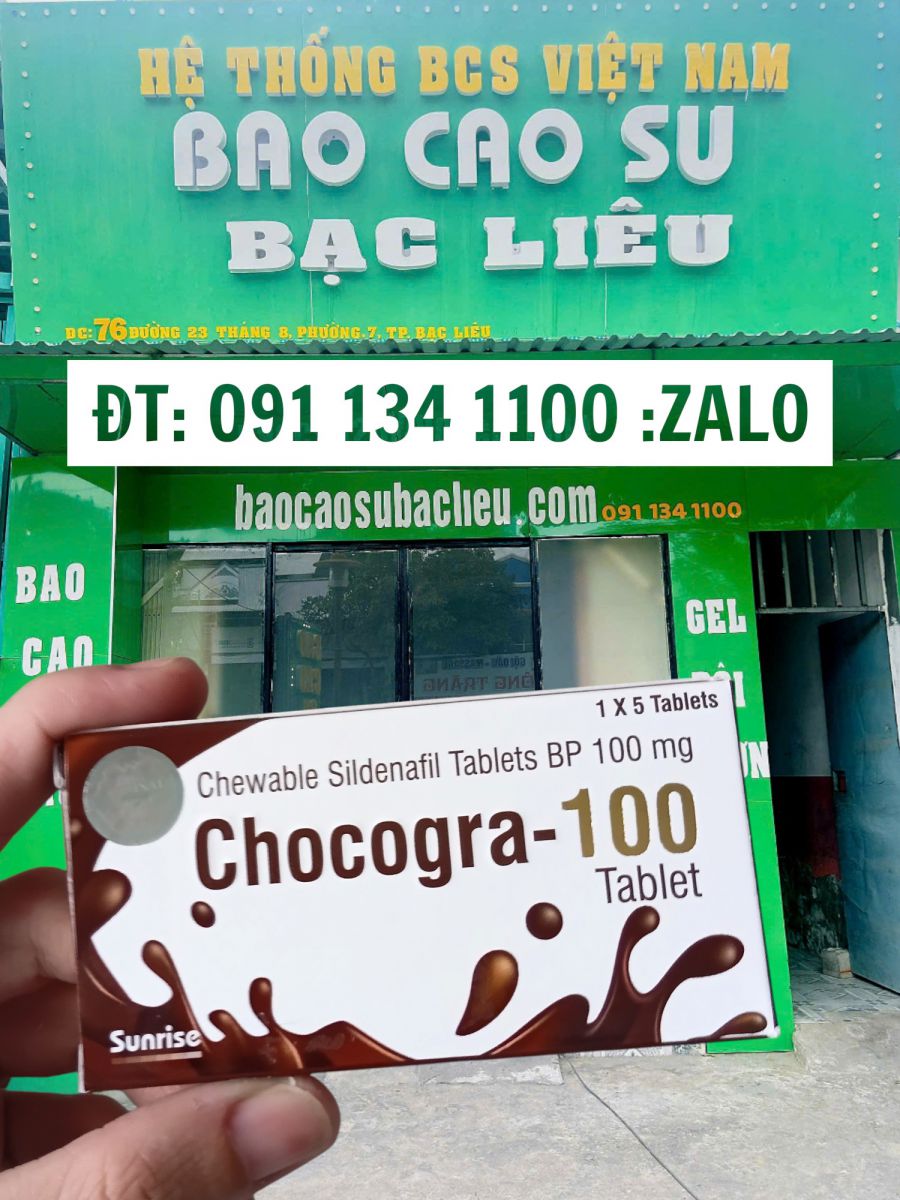 HỆ THỐNG BCS VIỆT NAM
BAO CAO SU
BẠC LIÊU
ĐC: 76 ĐƯỜNG 23 THÁNG 8, PHƯỜNG.7, TP. BẠC LIÊU
ĐT: 091 134 1100 :ZALO
baocaosubaclieu.com 091 134 1100
BAO
CAO
GEL
BÔI
1 X 5 Tablets
Chewable Sildenafil Tablets BP 100 mg
Chocogra-100
Tablet
Sunrise